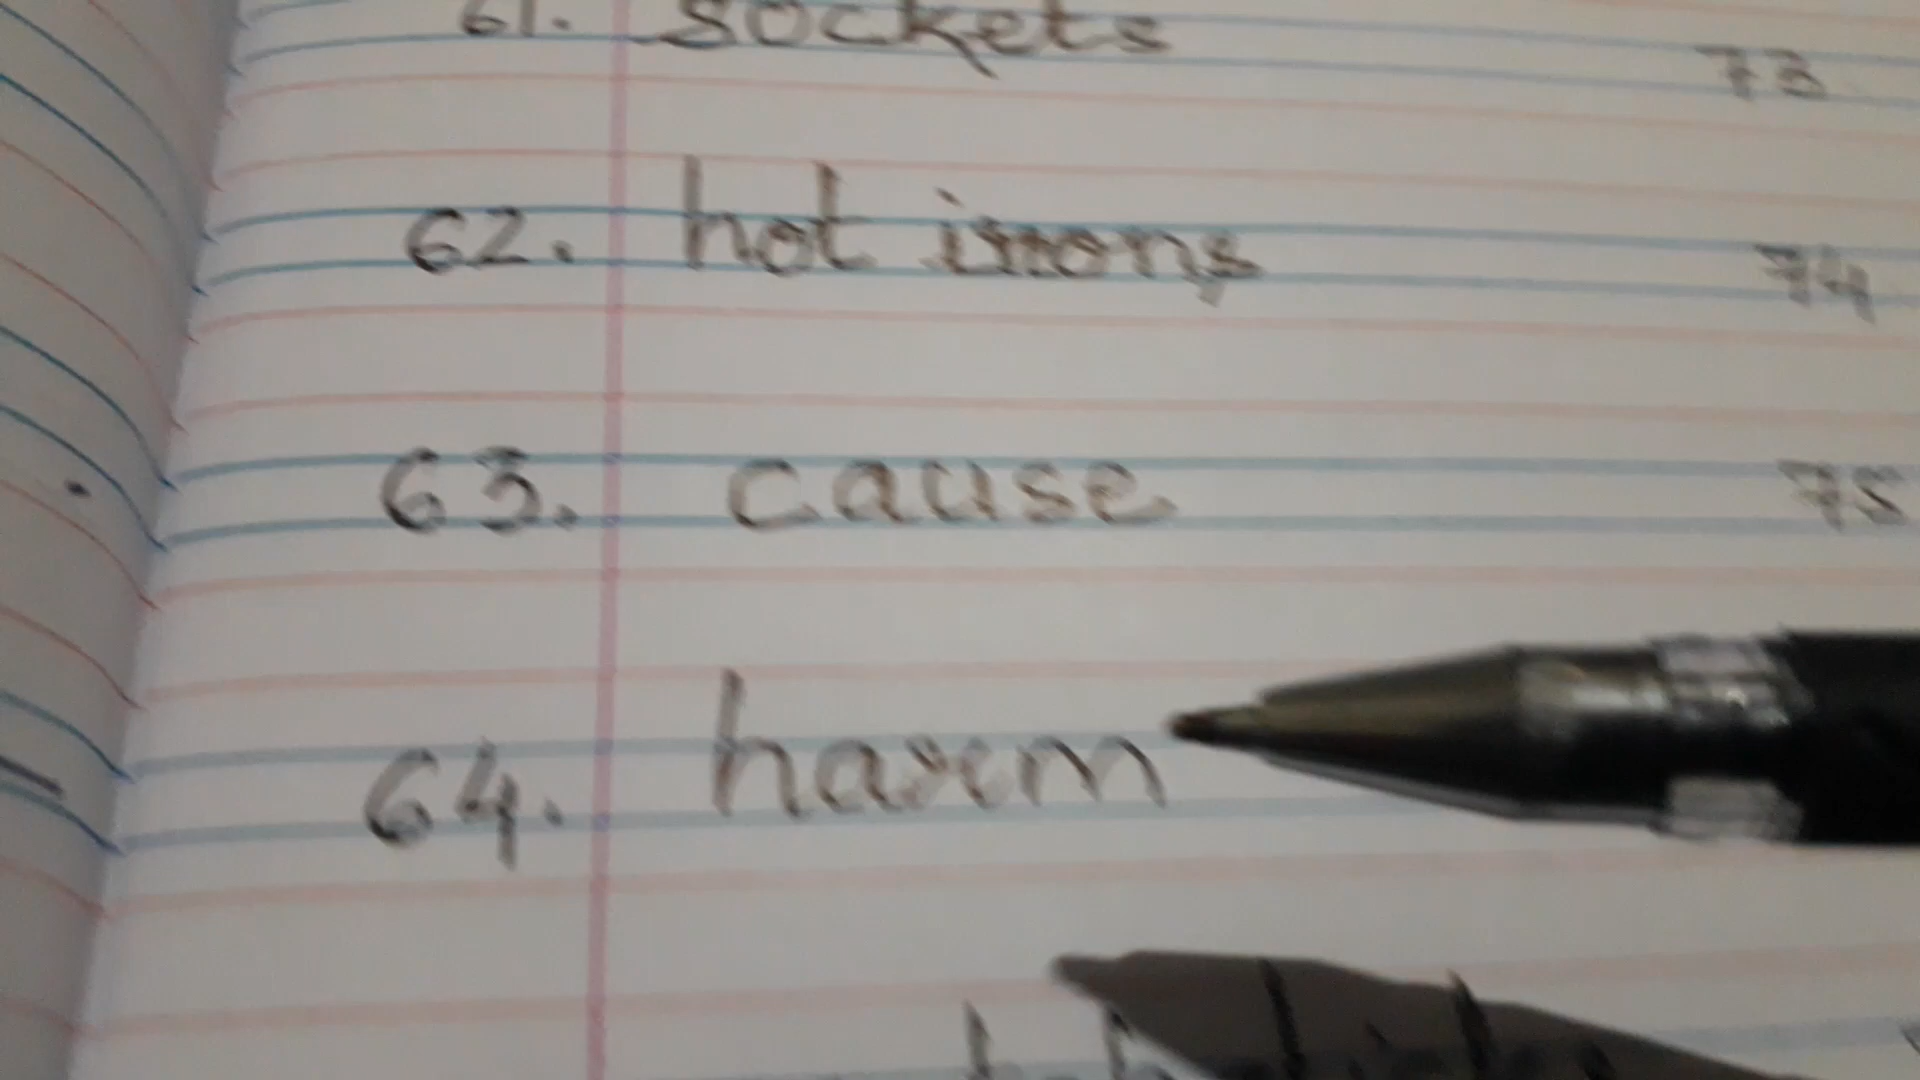 61. sockets
73
62. hot irons
74
63. cause
75
64. harm